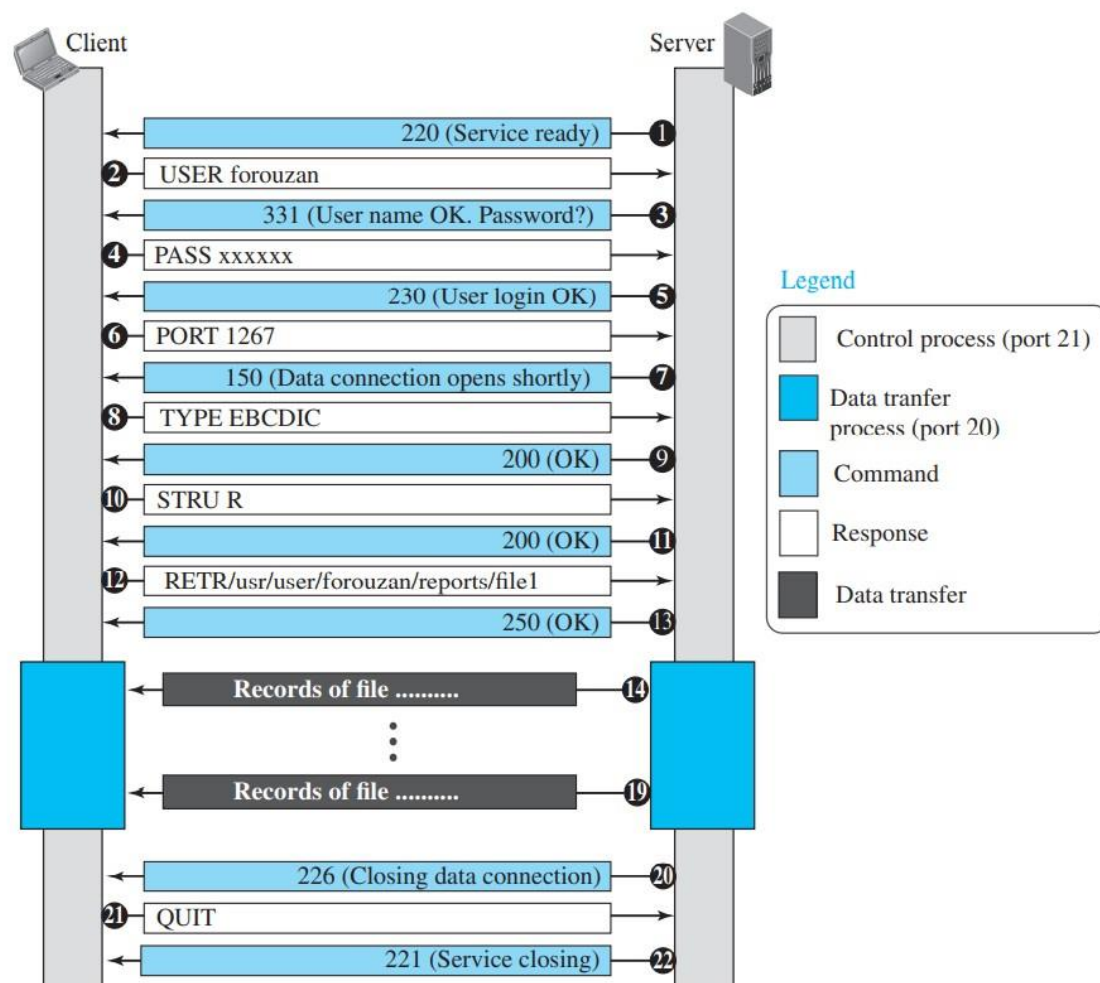 Client
Server
220 (Service ready)
1
2
USER forouzan
331 (User name OK. Password?)
3
4
PASS xxxxxx
230 (User login OK)
5
6
PORT 1267
150 (Data connection opens shortly)
7
8
TYPE EBCDIC
200 (OK)
9
10
STRU R
200 (OK)
11
12
RETR/usr/user/forouzan/reports/file1
250 (OK)
13
Records of file ..........
14
Records of file ..........
19
226 (Closing data connection)
20
21
QUIT
221 (Service closing)
22
Legend
Control process (port 21)
Data tranfer
process (port 20)
Command
Response
Data transfer